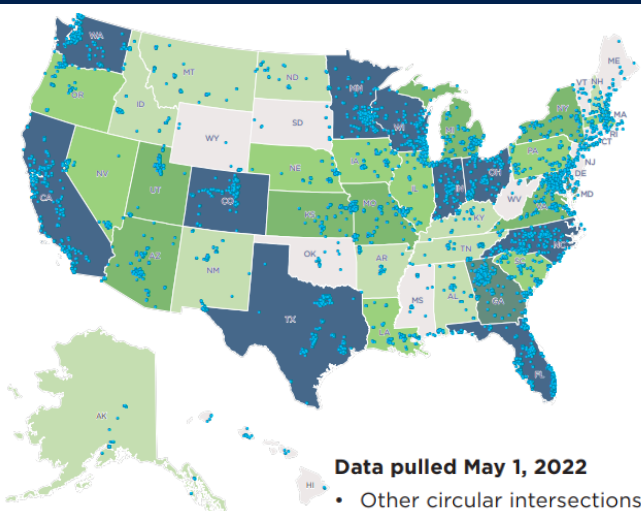 WA
ME
MT
ND
VT
NH
OR
MN
ID
SD
WI
NY
MA
WY
MI
RI
CT
IA
PA
NJ
NE
NV
OH
DE
UT
IL
IN
MD
CA
CO
WV
VA
KS
MO
KY
NC
TN
AZ
OK
NM
AR
SC
MS
AL
GA
TX
LA
FL
AK
HI
Data pulled May 1, 2022
• Other circular intersections